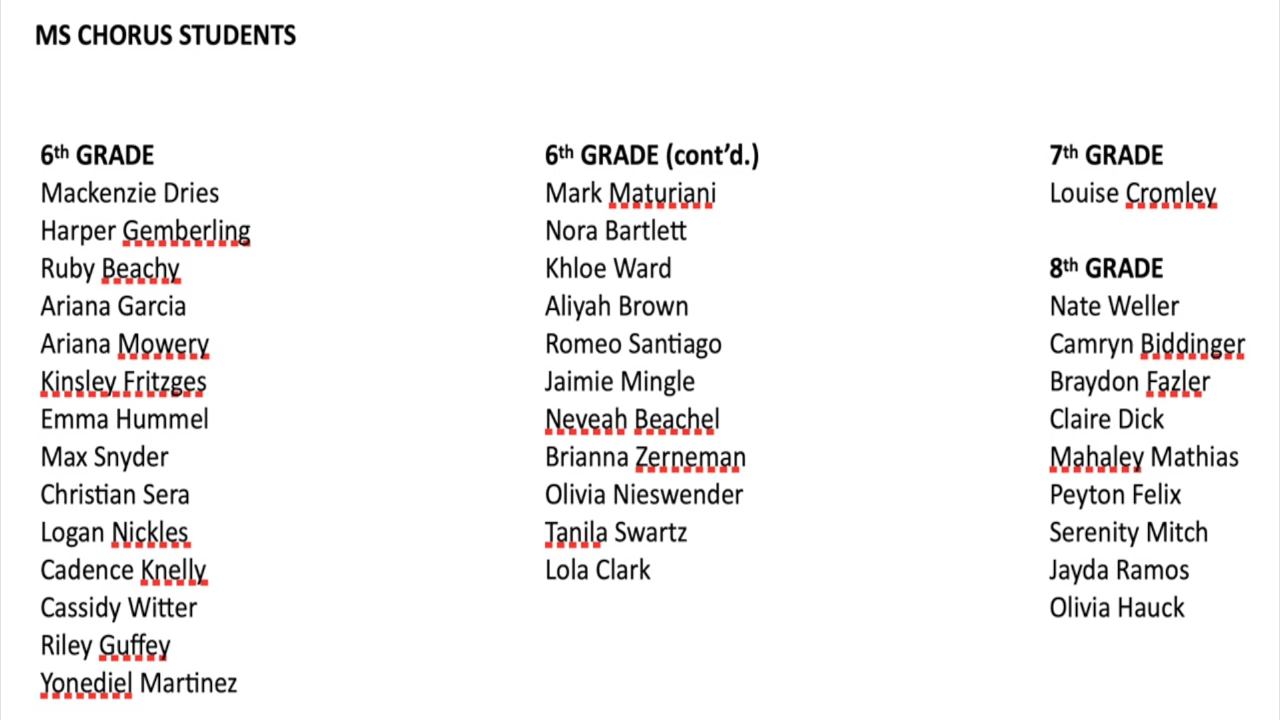 MS CHORUS STUDENTS
6th GRADE
Mackenzie Dries
Harper Gemberling
Ruby Beachy
Ariana Garcia
Ariana Mowery
Kinsley Fritzges
Emma Hummel
Max Snyder
Christian Sera
Logan Nickles
Cadence Knelly
Cassidy Witter
Riley Guffey
Yonediel Martinez
6th GRADE (cont’d.)
Mark Maturiani
Nora Bartlett
Khloe Ward
Aliyah Brown
Romeo Santiago
Jaimie Mingle
Neveah Beachel
Brianna Zerneman
Olivia Nieswender
Tanila Swartz
Lola Clark
7th GRADE
Louise Cromley
8th GRADE
Nate Weller
Camryn Biddinger
Braydon Fazler
Claire Dick
Mahaley Mathias
Peyton Felix
Serenity Mitch
Jayda Ramos
Olivia Hauck